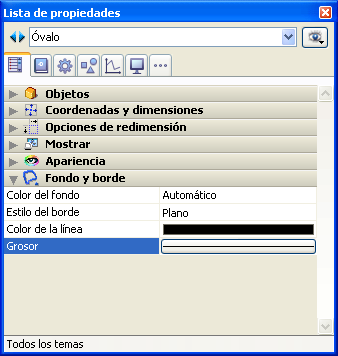 Lista de propiedades
Óvalo
Objetos
Coordenadas y dimensiones
Opciones de redimensión
Mostrar
Apariencia
Fondo y borde
Color del fondo Automático
Estilo del borde Plano
Color de la línea
Grosor
Todos los temas